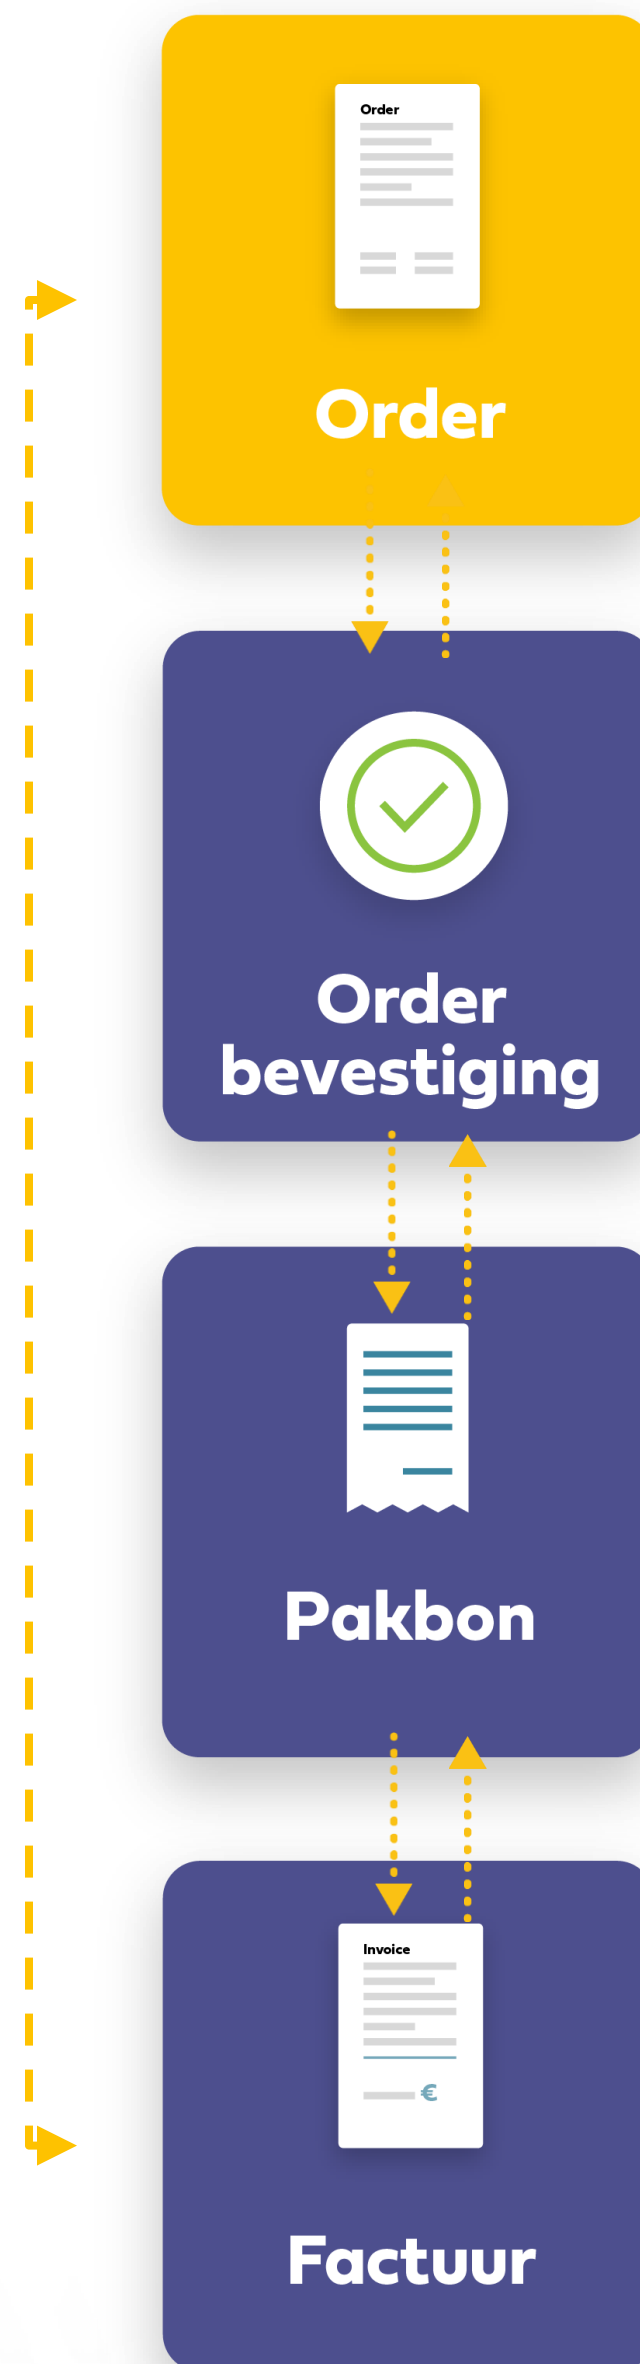 Order
Order
Order
bevestiging
Pakbon
Invoice
€
Factuur